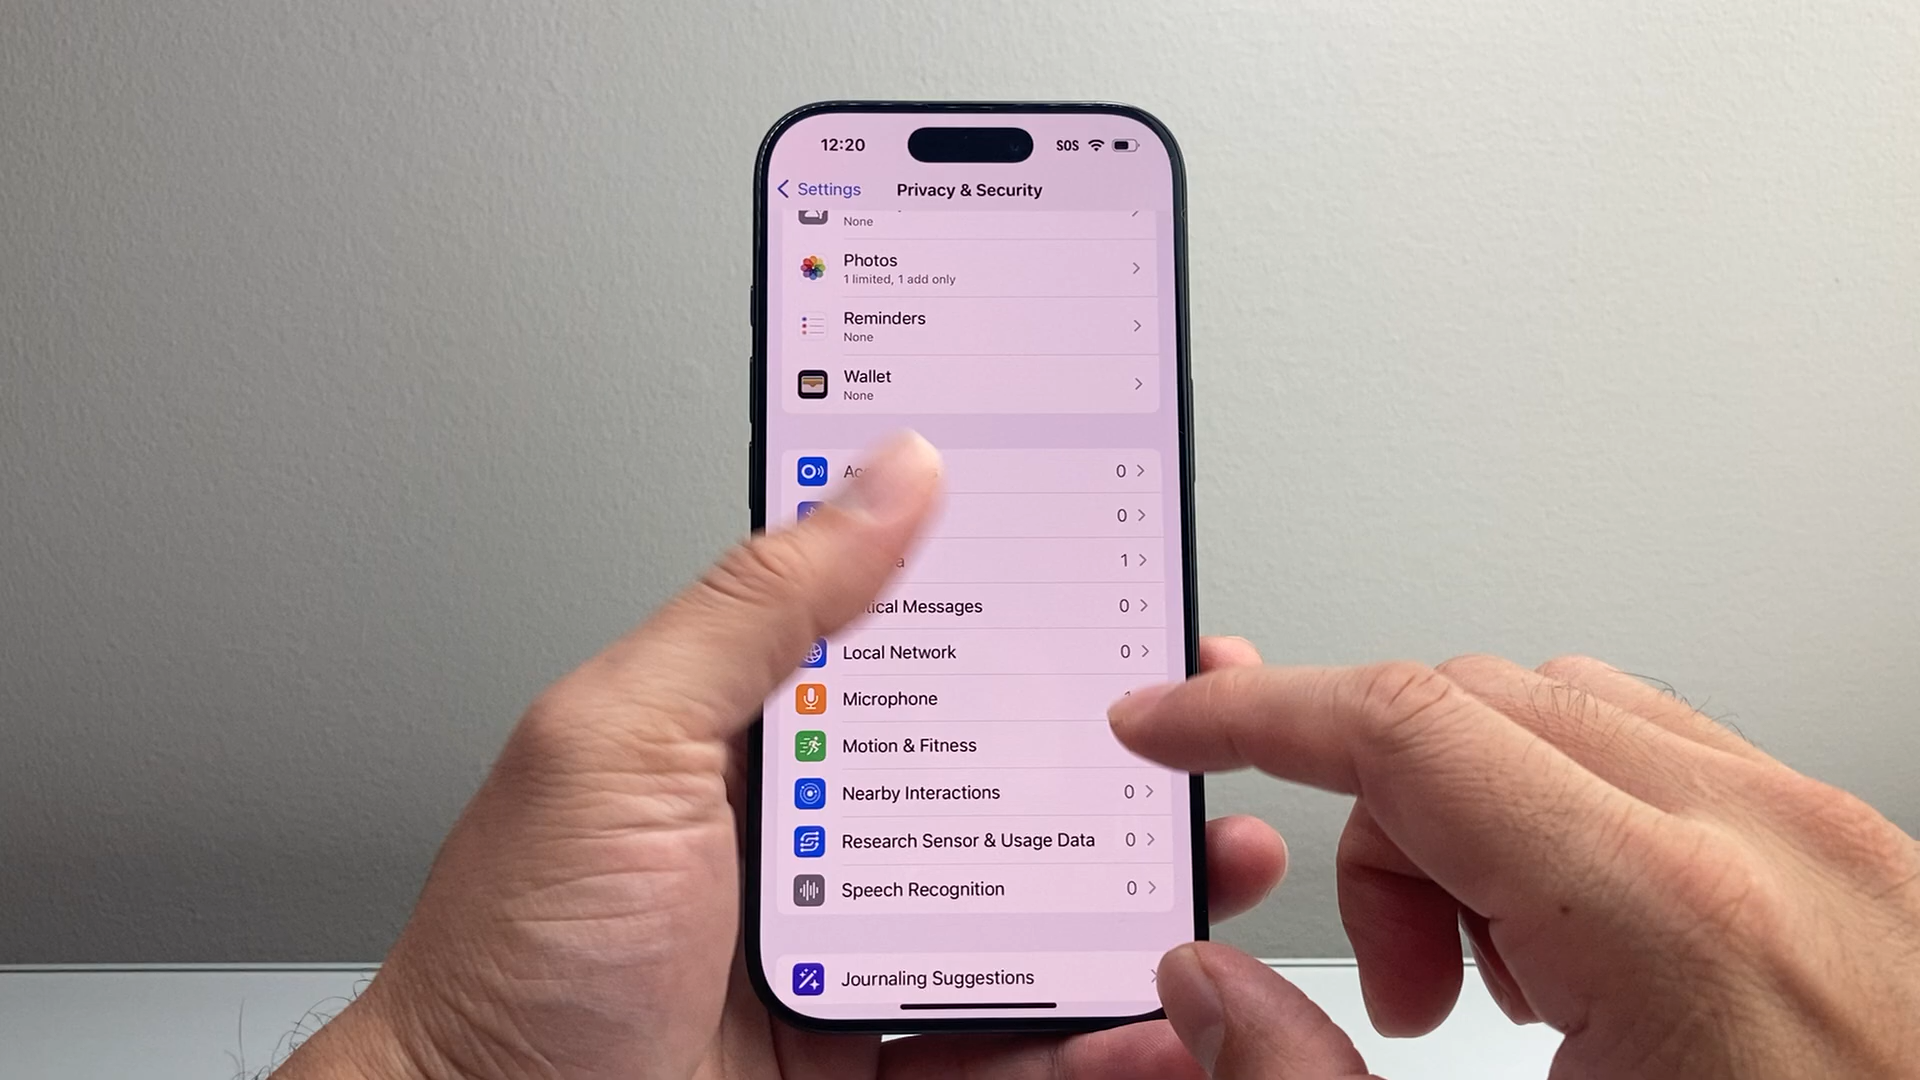 12:20
SOS
Settings
Privacy & Security
None
Photos
1 limited, 1 add only
Reminders
None
Wallet
None
0
0
1
Messages 0
Local Network 0
Microphone
Motion & Fitness
Nearby Interactions 0
Research Sensor & Usage Data 0
Speech Recognition 0
Journaling Suggestions